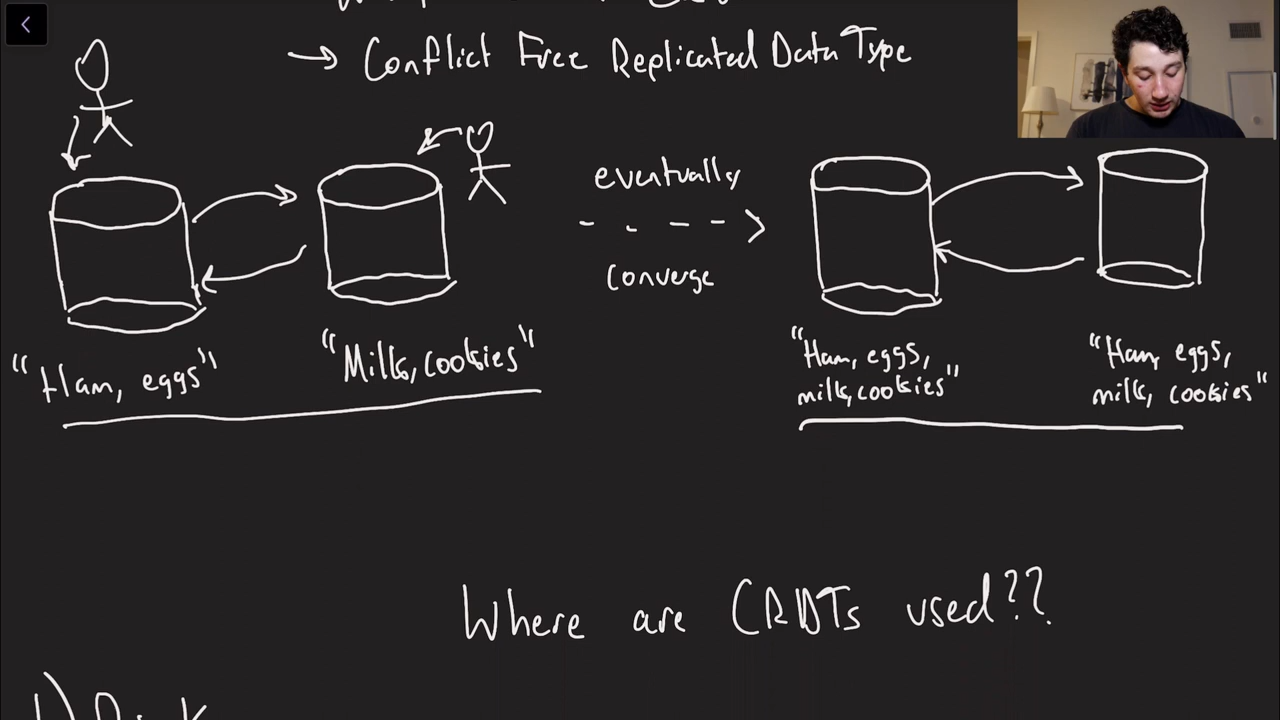 → Conflict Free Replicated Data Type
eventually
converge
"Ham, eggs"
"Milk, cookies"
"Ham, eggs,
milk, cookies"
"Ham, eggs,
milk, cookies"
Where are CRDTs used??
1)